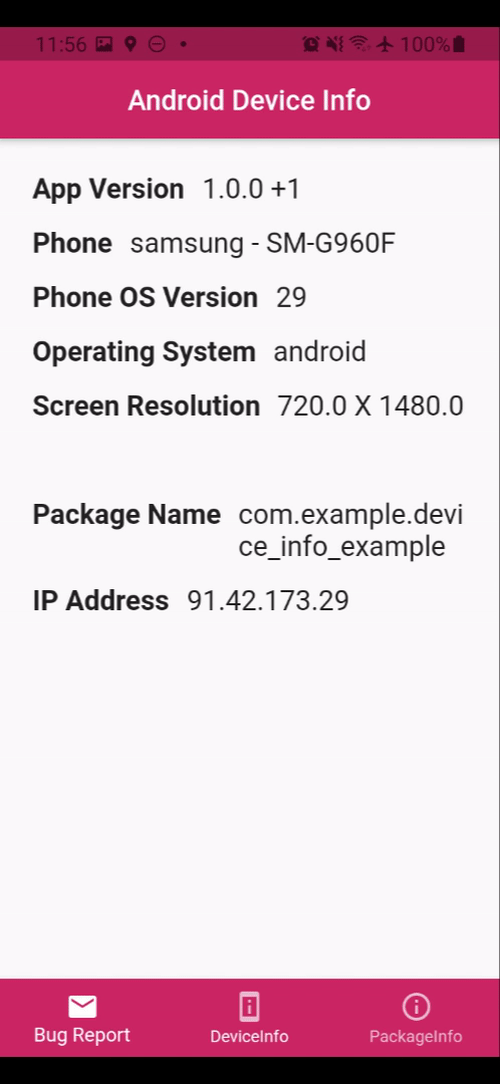 11:56 100%
Android Device Info
App Version 1.0.0 +1
Phone samsung - SM-G960F
Phone OS Version 29
Operating System android
Screen Resolution 720.0 X 1480.0
Package Name com.example.devi
ce_info_example
IP Address 91.42.173.29
Bug Report DeviceInfo PackageInfo